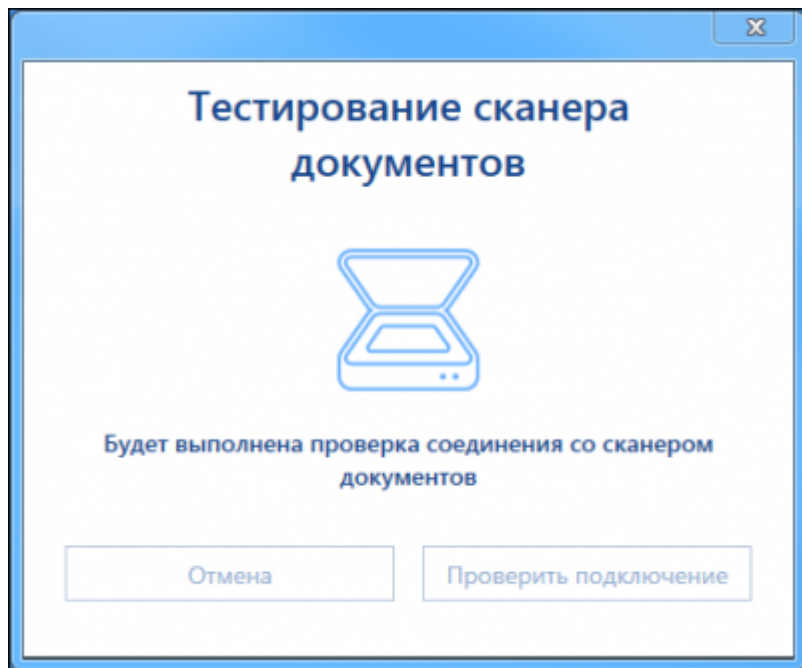 Тестирование сканера
документов
Будет выполнена проверка соединения со сканером
документов
Отмена
Проверить подключение